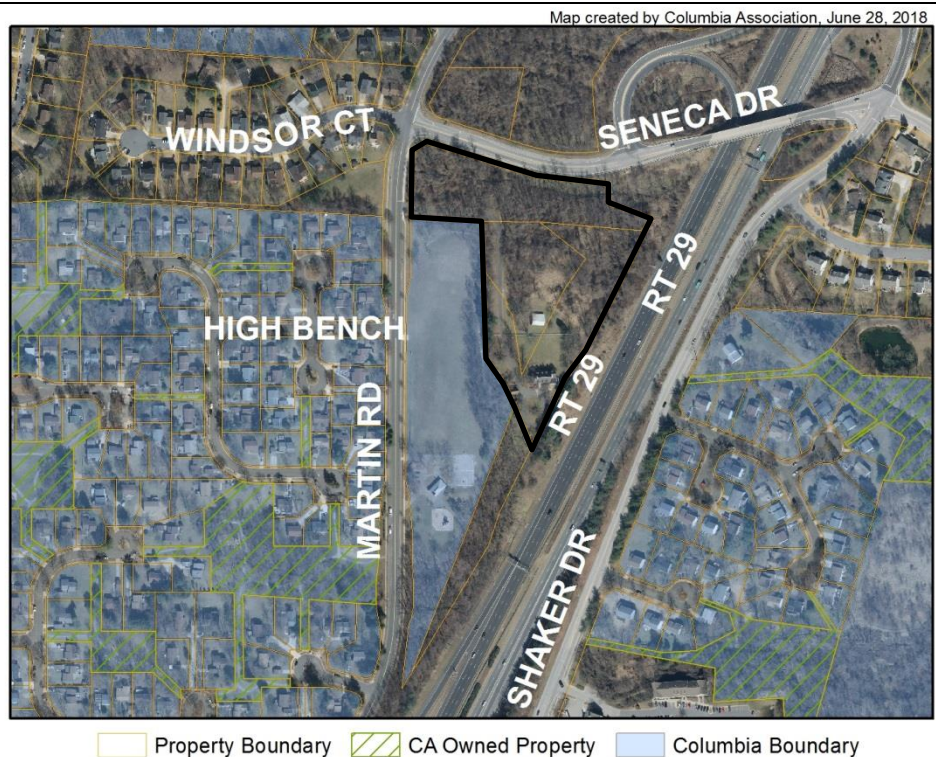 Map created by Columbia Association, June 28, 2018
WINDSOR CT
SENECA DR
RT 29
HIGH BENCH
RT 29
MARTIN RD
SHAKER DR
Property Boundary CA Owned Property Columbia Boundary